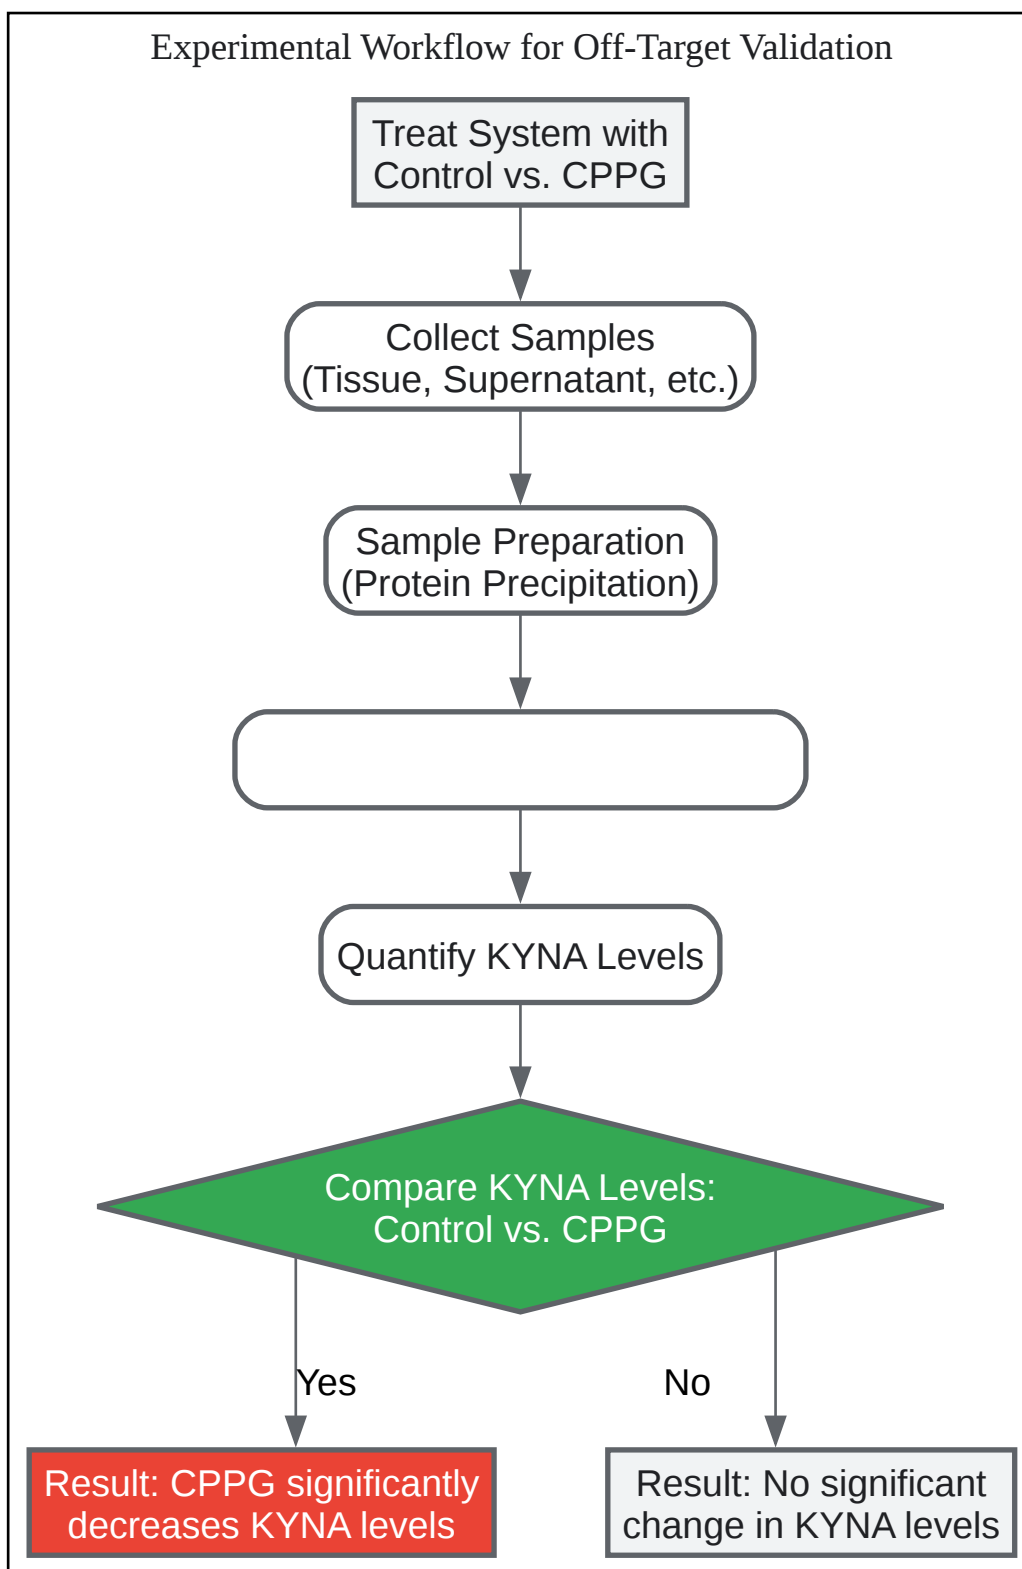 Experimental Workflow for Off-Target Validation
Treat System with
Control vs. CPPG
Collect Samples
(Tissue, Supernatant, etc.)
Sample Preparation
(Protein Precipitation)
Quantify KYNA Levels
Compare KYNA Levels:
Control vs. CPPG
Yes
No
Result: CPPG significantly
decreases KYNA levels
Result: No significant
change in KYNA levels